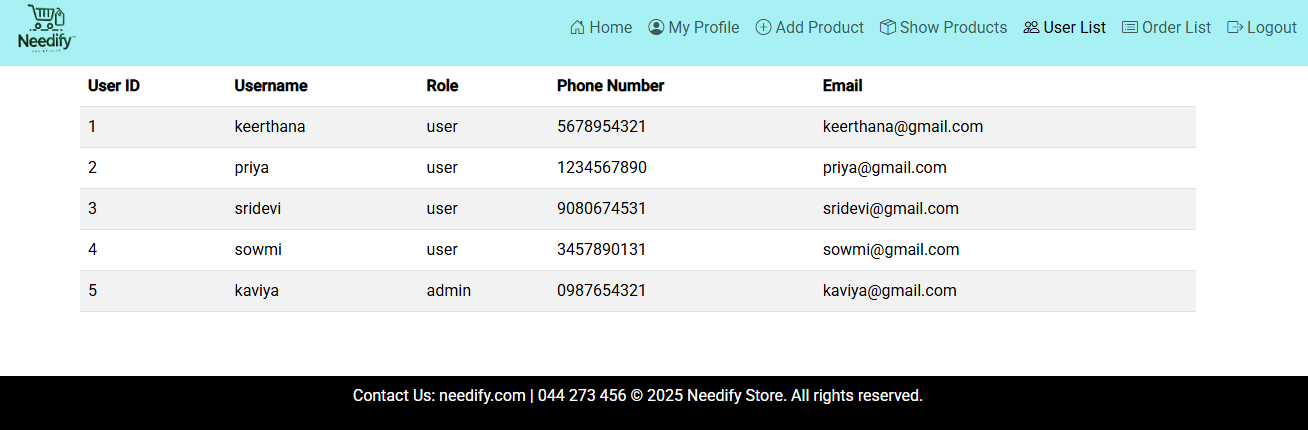 Needify
Home My Profile Add Product Show Products User List Order List Logout
User ID Username Role Phone Number Email
1 keerthana user 5678954321 keerthana@gmail.com
2 priya user 1234567890 priya@gmail.com
3 sridevi user 9080674531 sridevi@gmail.com
4 sowmi user 3457890131 sowmi@gmail.com
5 kaviya admin 0987654321 kaviya@gmail.com
Contact Us: needify.com | 044 273 456 © 2025 Needify Store. All rights reserved.